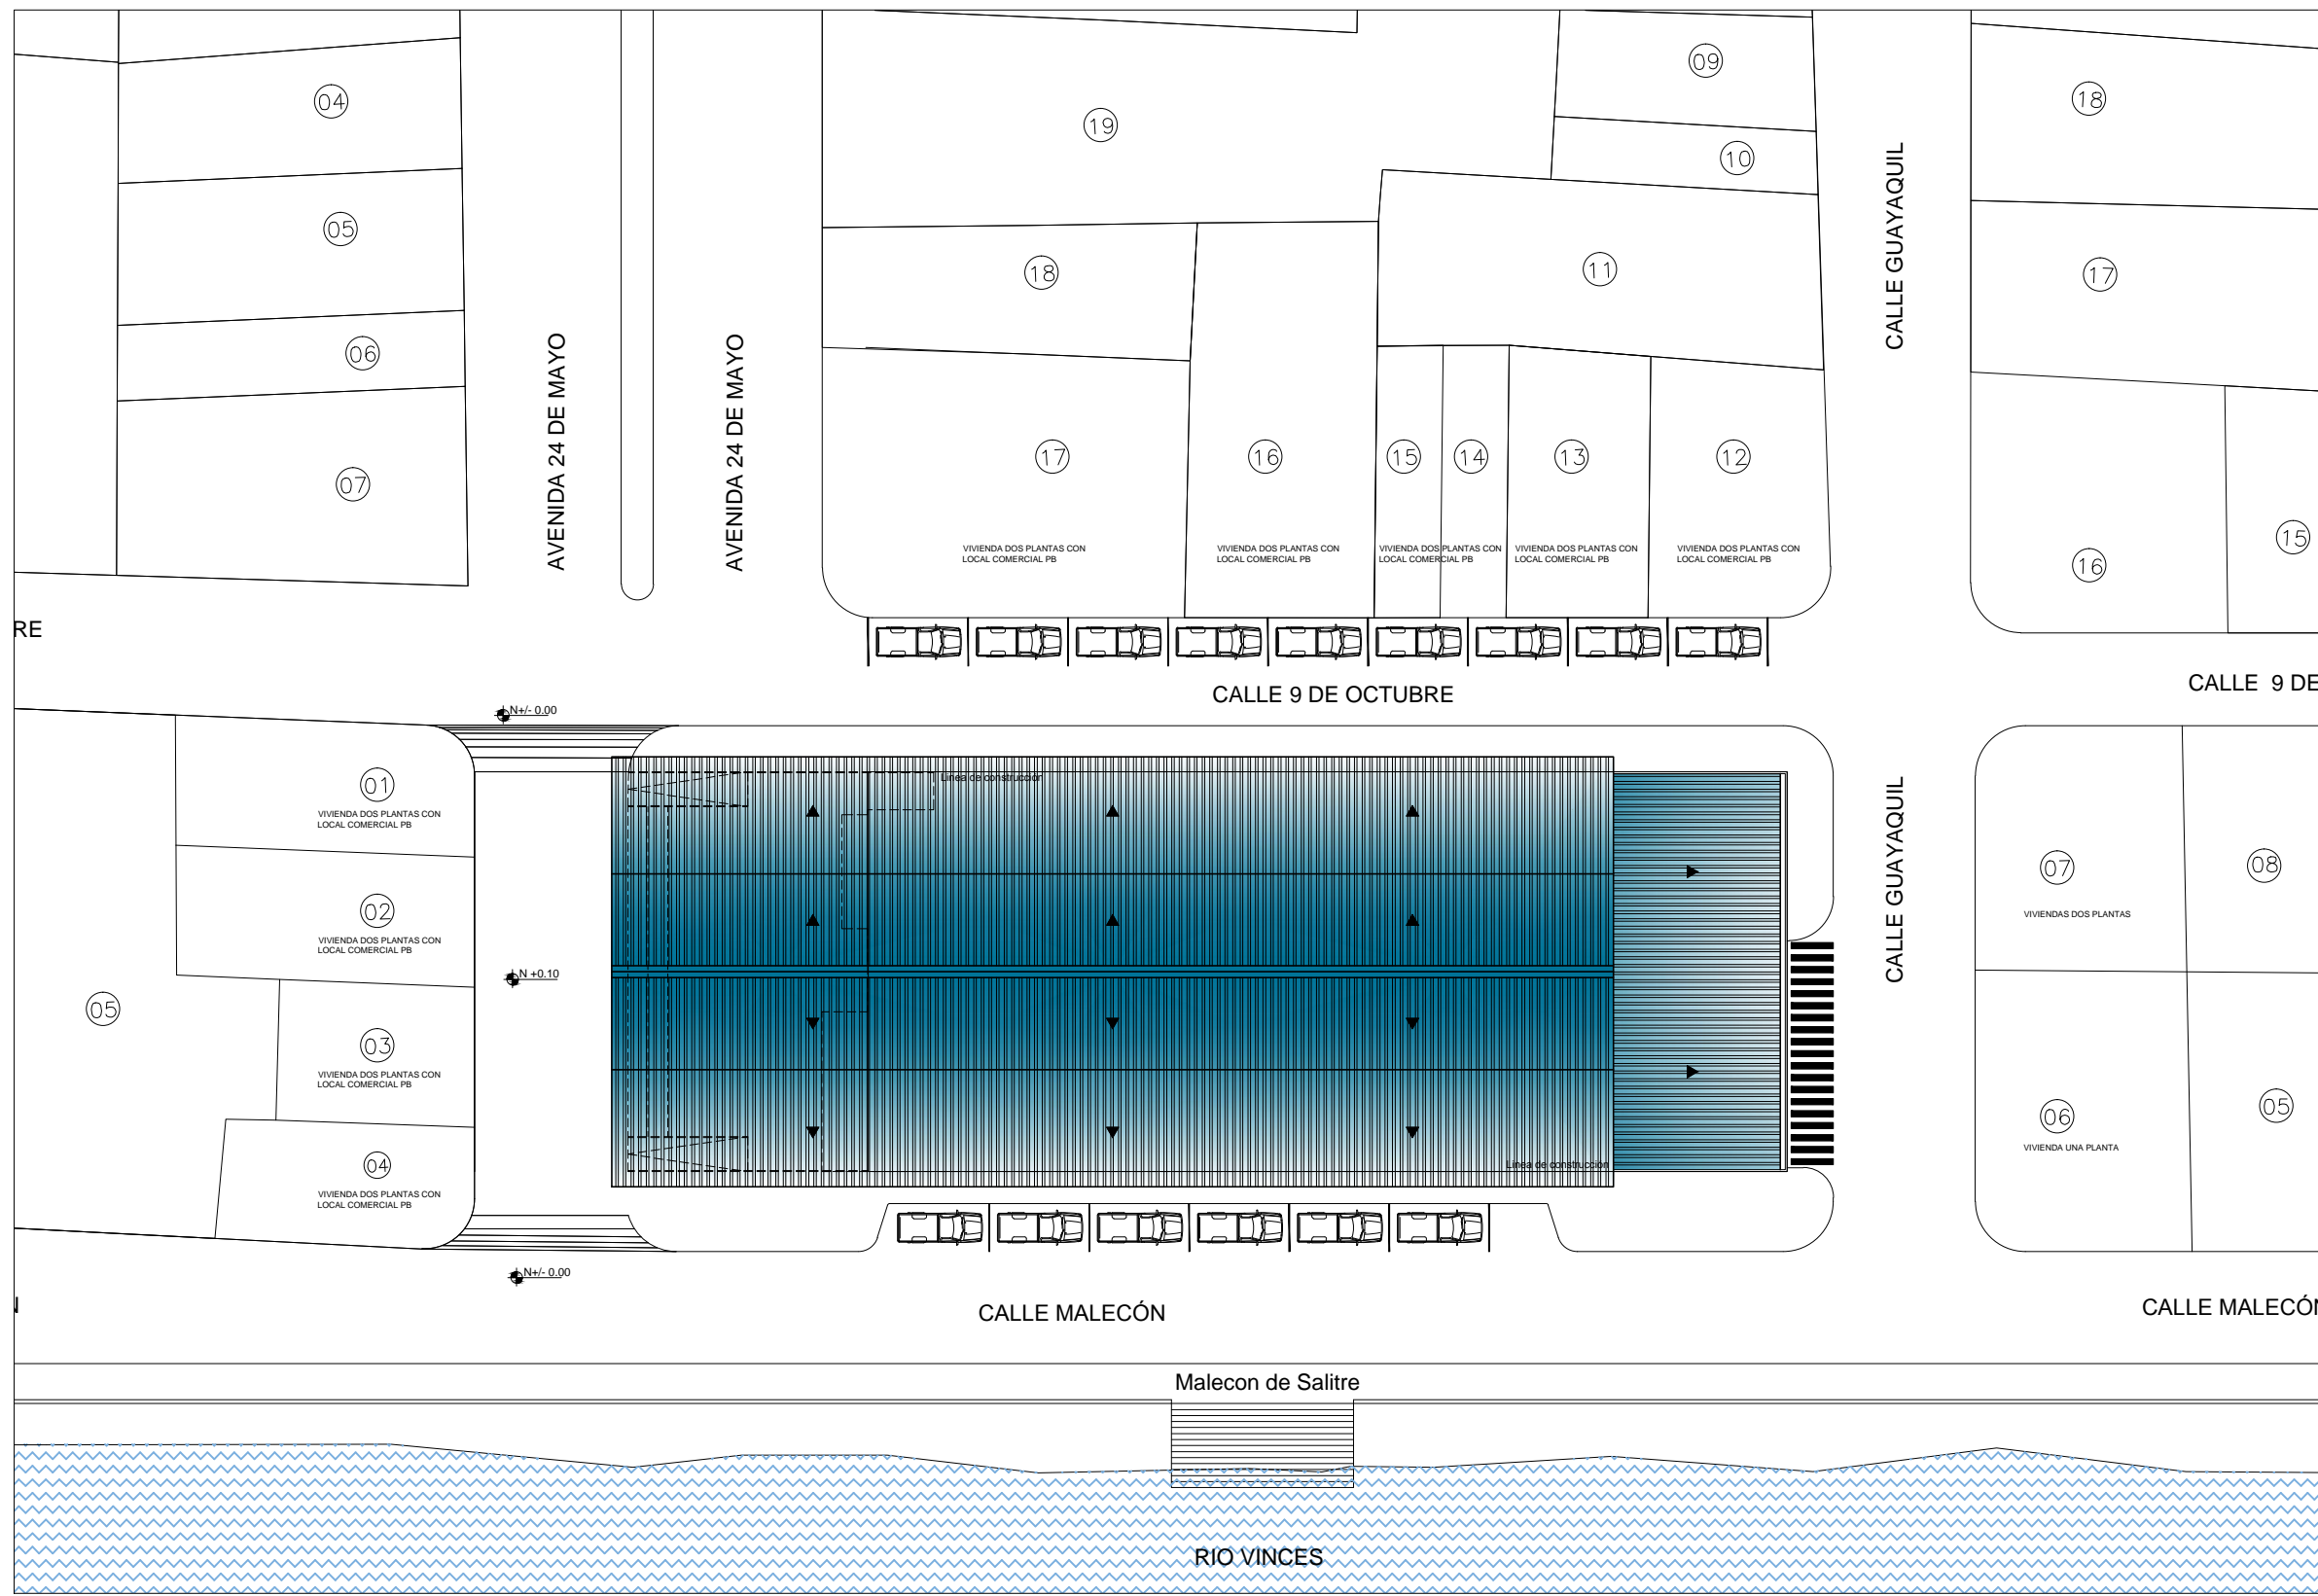 09
04
18
19
10
05
18
11
17
06
AVENIDA 24 DE MAYO
AVENIDA 24 DE MAYO
CALLE GUAYAQUIL
07
17
16
15
14
13
12
15
16
VIVIENDA DOS PLANTAS CON
LOCAL COMERCIAL PB
VIVIENDA DOS PLANTAS CON
LOCAL COMERCIAL PB
VIVIENDA DOS PLANTAS CON
LOCAL COMERCIAL PB
VIVIENDA DOS PLANTAS CON
LOCAL COMERCIAL PB
VIVIENDA DOS PLANTAS CON
LOCAL COMERCIAL PB
RE
CALLE 9 DE OCTUBRE
CALLE 9 DE
N+/- 0.00
01
VIVIENDA DOS PLANTAS CON
LOCAL COMERCIAL PB
Linea de construcción
CALLE GUAYAQUIL
07
VIVIENDAS DOS PLANTAS
08
02
VIVIENDA DOS PLANTAS CON
LOCAL COMERCIAL PB
N +0.10
05
03
VIVIENDA DOS PLANTAS CON
LOCAL COMERCIAL PB
06
VIVIENDA UNA PLANTA
05
04
VIVIENDA DOS PLANTAS CON
LOCAL COMERCIAL PB
Linea de construcción
N+/- 0.00
N
CALLE MALECÓN
CALLE MALECÓN
Malecon de Salitre
RIO VINCES